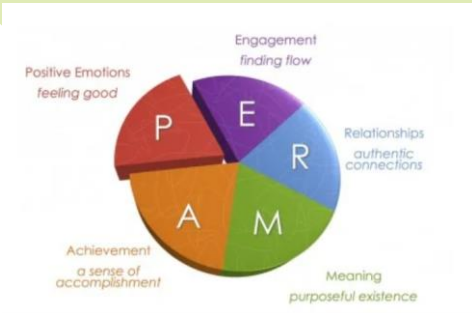 Engagement
finding flow
Positive Emotions
feeling good
P
E
Relationships
authentic
connections
R
A
M
Achievement
a sense of
accomplishment
Meaning
purposeful existence